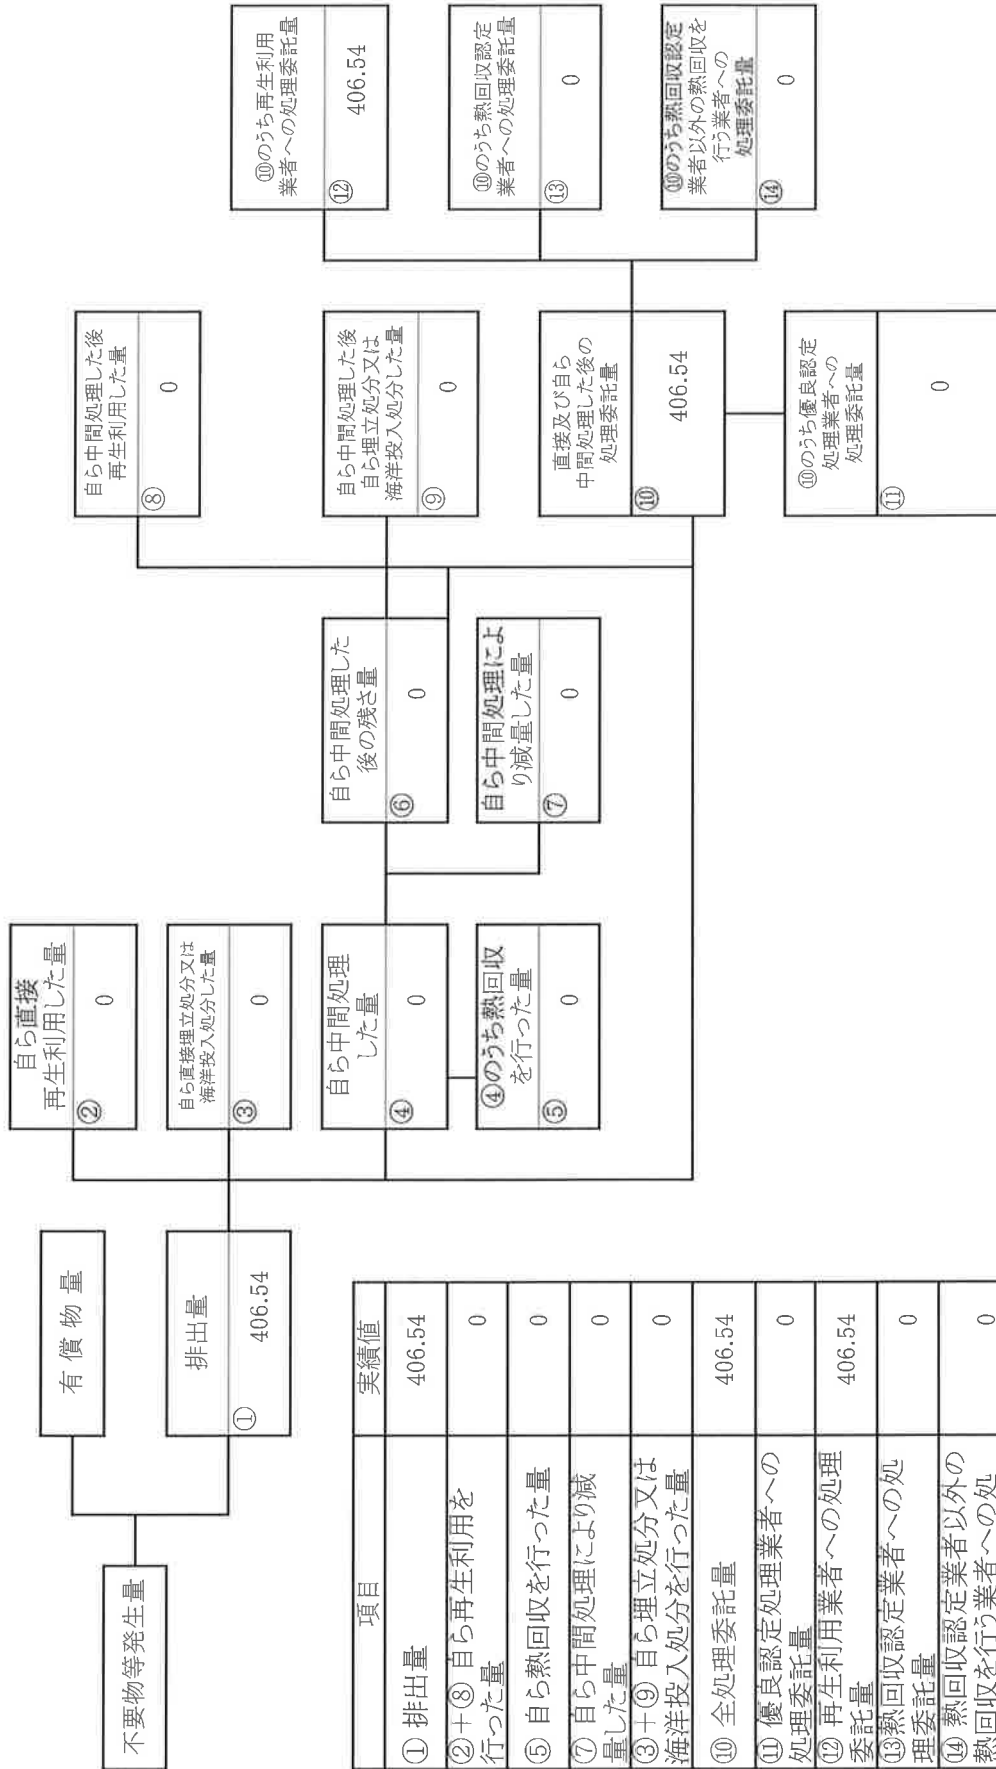 不要物等発生量
有償物量
排出量
①
406.54
自ら直接
再生利用した量
②
0
自ら直接埋立処分又は
海洋投入処分した量
③
0
自ら中間処理
した量
④
0
④のうち熱回収
を行った量
⑤
0
自ら中間処理した
後の残さ量
⑥
0
自ら中間処理によ
り減量した量
⑦
0
自ら中間処理した後
再生利用した量
⑧
0
自ら中間処理した後
自ら埋立処分又は
海洋投入処分した量
⑨
0
直接及び自ら
中間処理した後の
処理委託量
⑩
406.54
⑩のうち優良認定
処理業者への
処理委託量
⑪
0
⑩のうち再生利用
業者への処理委託量
⑫
406.54
⑩のうち熱回収認定
業者への処理委託量
⑬
0
⑩のうち熱回収認定
業者以外の熱回収を
行う業者への
処理委託量
⑭
0
項目 実績値
①排出量 406.54
②+⑧自ら再生利用を
行った量 0
⑤自ら熱回収を行った量 0
⑦自ら中間処理により減
量した量 0
③+⑨自ら埋立処分又は
海洋投入処分を行った量 0
⑩全処理委託量 406.54
⑪優良認定処理業者への
処理委託量 0
⑫再生利用業者への処理
委託量 406.54
⑬熱回収認定業者への処
理委託量 0
⑭熱回収認定業者以外の
熱回収を行う業者への処 0